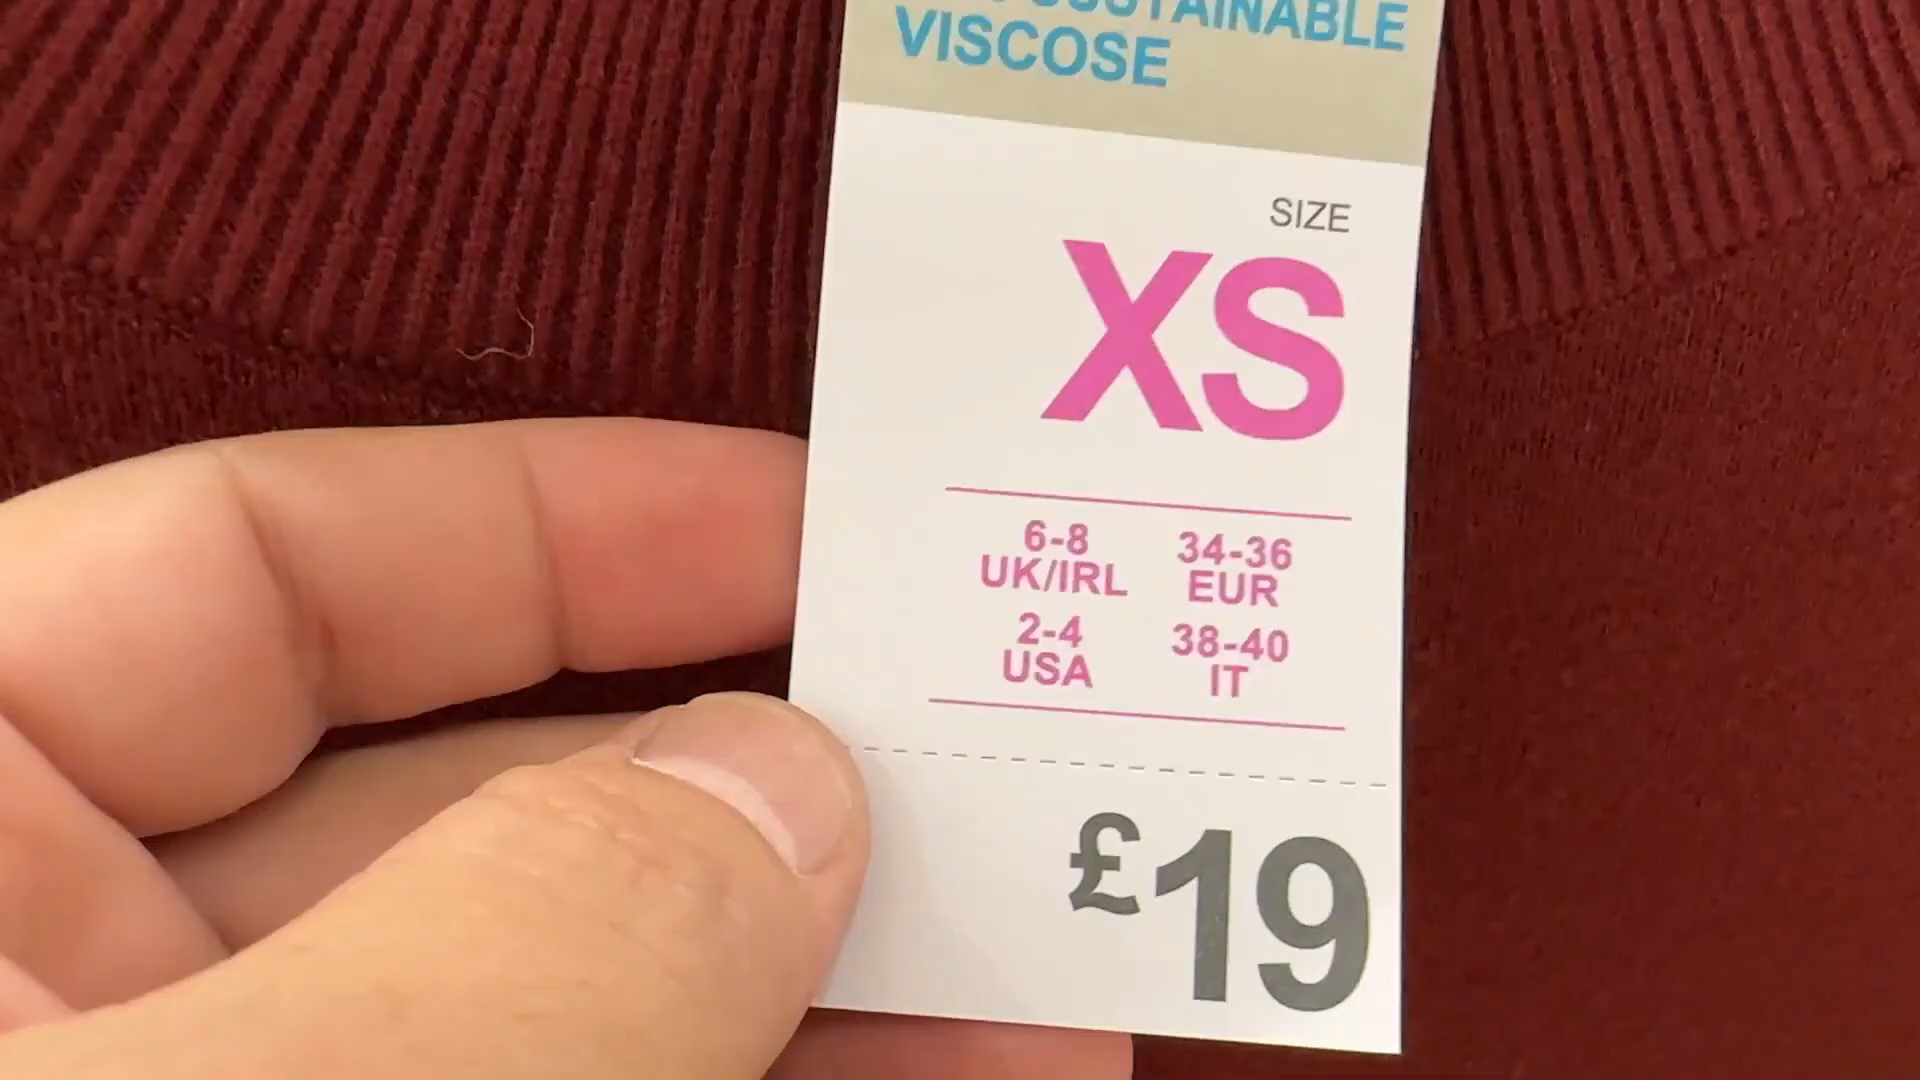 SUSTAINABLE
VISCOSE
SIZE
XS
6-8 34-36
UK/IRL EUR
2-4 38-40
USA IT
£19